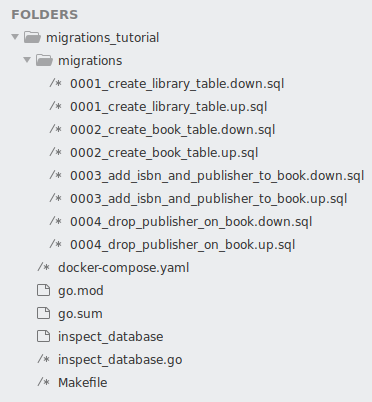 FOLDERS
migrations_tutorial
migrations
/* 0001_create_library_table.down.sql
/* 0001_create_library_table.up.sql
/* 0002_create_book_table.down.sql
/* 0002_create_book_table.up.sql
/* 0003_add_isbn_and_publisher_to_book.down.sql
/* 0003_add_isbn_and_publisher_to_book.up.sql
/* 0004_drop_publisher_on_book.down.sql
/* 0004_drop_publisher_on_book.up.sql
/* docker-compose.yaml
go.mod
go.sum
inspect_database
/* inspect_database.go
/* Makefile